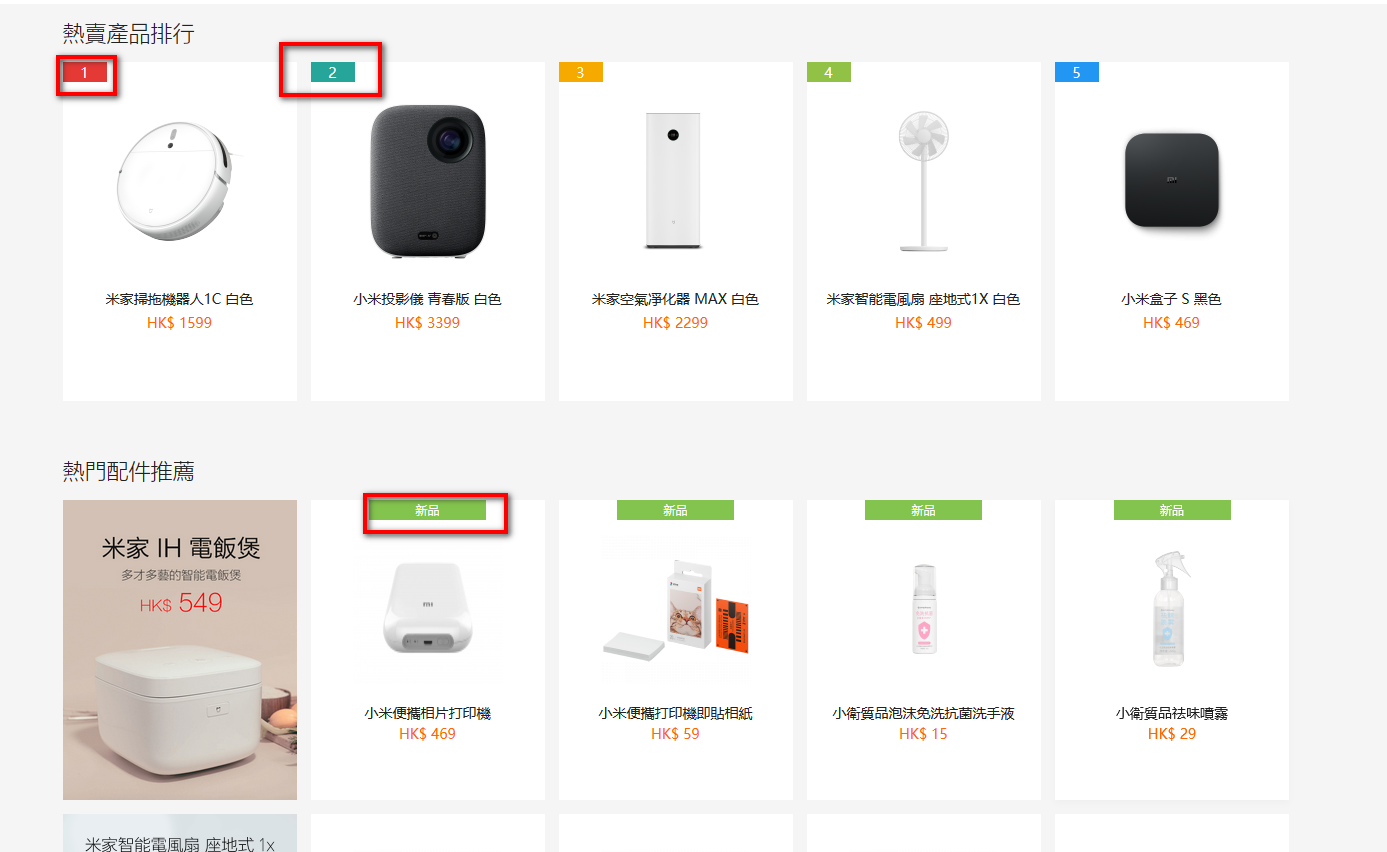 熱賣產品排行
1
2
3
4
5
米家掃拖機器人1C 白色
HK$ 1599
小米投影儀 青春版 白色
HK$ 3399
米家空氣凈化器 MAX 白色
HK$ 2299
米家智能電風扇 座地式1X 白色
HK$ 499
小米盒子 S 黑色
HK$ 469
熱門配件推薦
米家 IH 電飯煲
多才多藝的智能電飯煲
HK$ 549
新品
小米便攜相片打印機
HK$ 469
新品
小米便攜打印機即貼相紙
HK$ 59
新品
小衛質品泡沫免洗抗菌洗手液
HK$ 15
新品
小衛質品祛味噴霧
HK$ 29
米家智能電風扇 座地式 1x